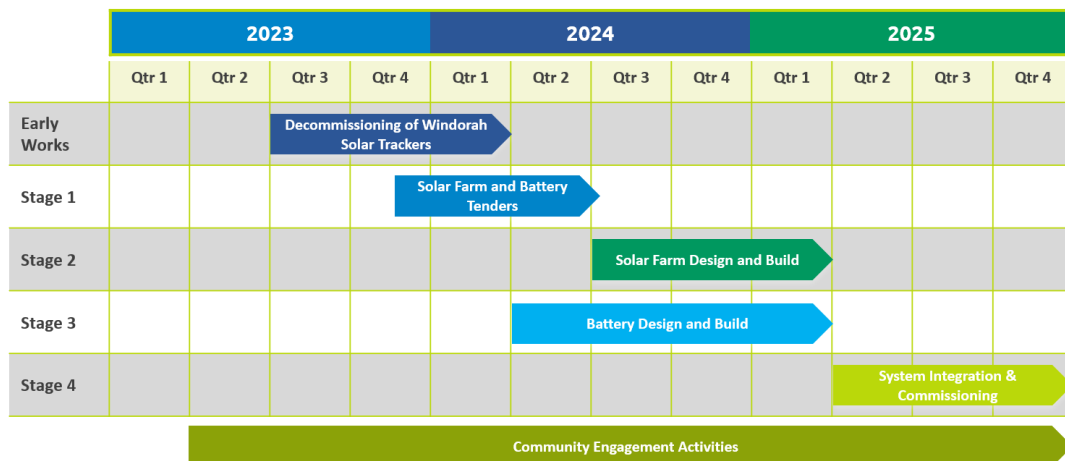 2023 2024 2025
Qtr 1 Qtr 2 Qtr 3 Qtr 4 Qtr 1 Qtr 2 Qtr 3 Qtr 4 Qtr 1 Qtr 2 Qtr 3 Qtr 4
Early
Works
Decommissioning of Windorah
Solar Trackers
Stage 1
Solar Farm and Battery
Tenders
Stage 2
Solar Farm Design and Build
Stage 3
Battery Design and Build
Stage 4
System Integration &
Commissioning
Community Engagement Activities